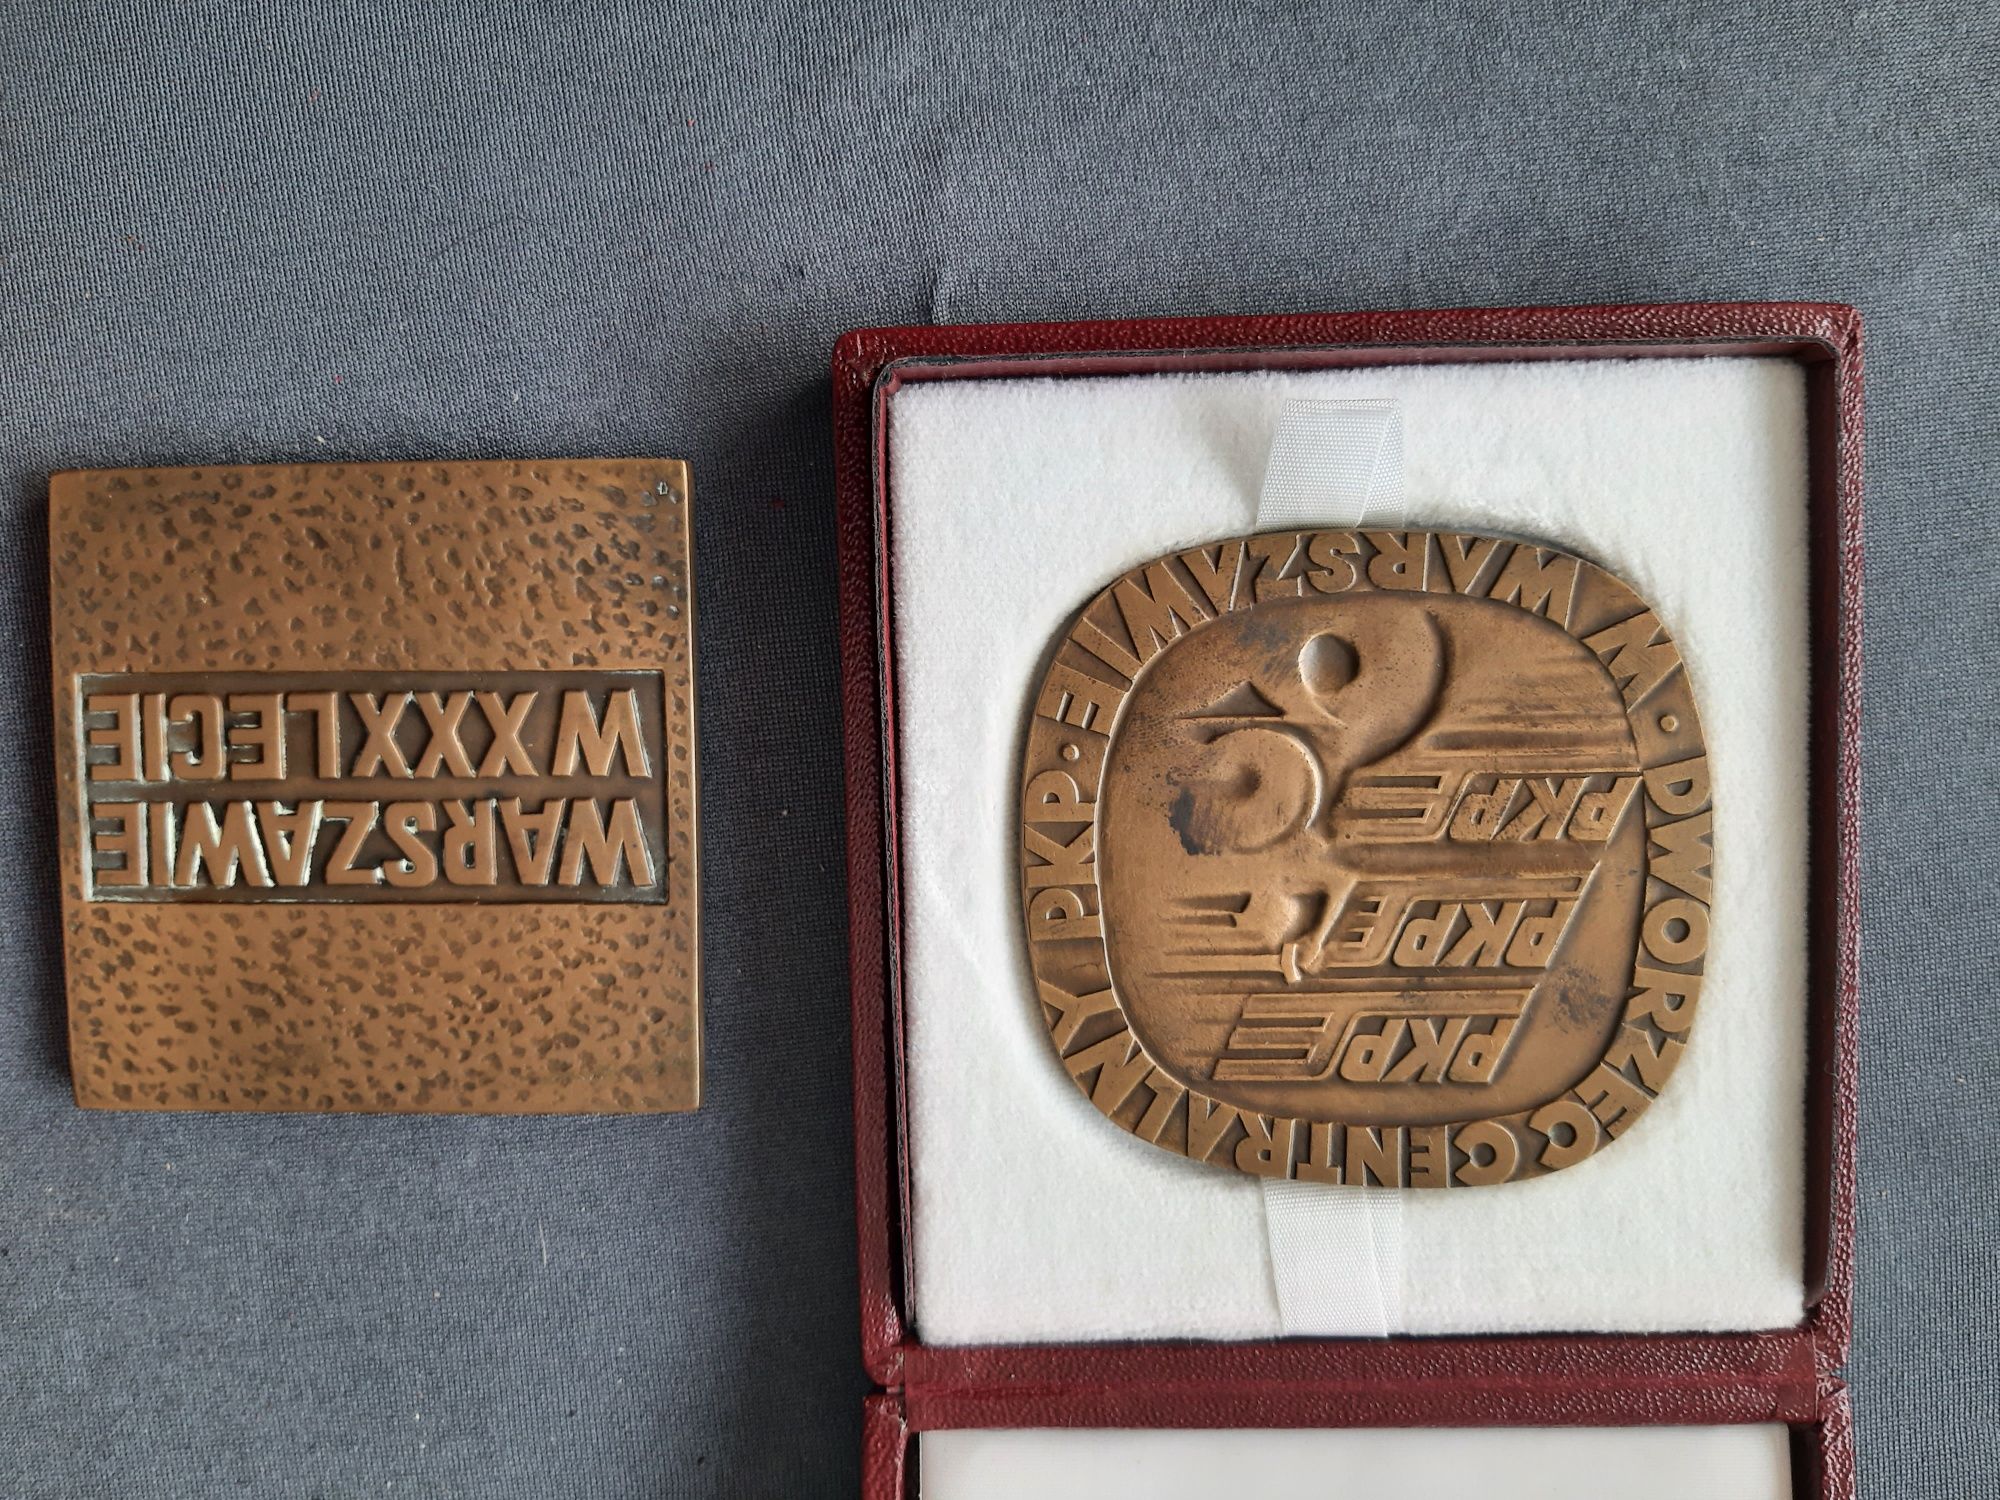 WARSZAWIE
W XXX LECIE
DWORZEC CENTRALNY PKP · W WARSZAWIE ·
PKP
PKP
PKP